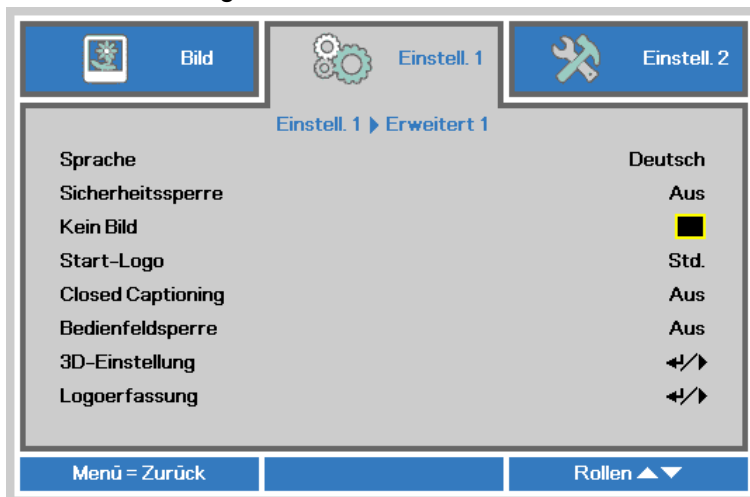 Bild
Einstell. 1
Einstell. 2
Einstell. 1 ▶ Erweitert 1
Sprache Deutsch
Sicherheitssperre Aus
Kein Bild
Start-Logo Std.
Closed Captioning Aus
Bedienfeldsperre Aus
3D-Einstellung ↵/▶
Logoerfassung ↵/▶
Menü = Zurück
Rollen ▲▼